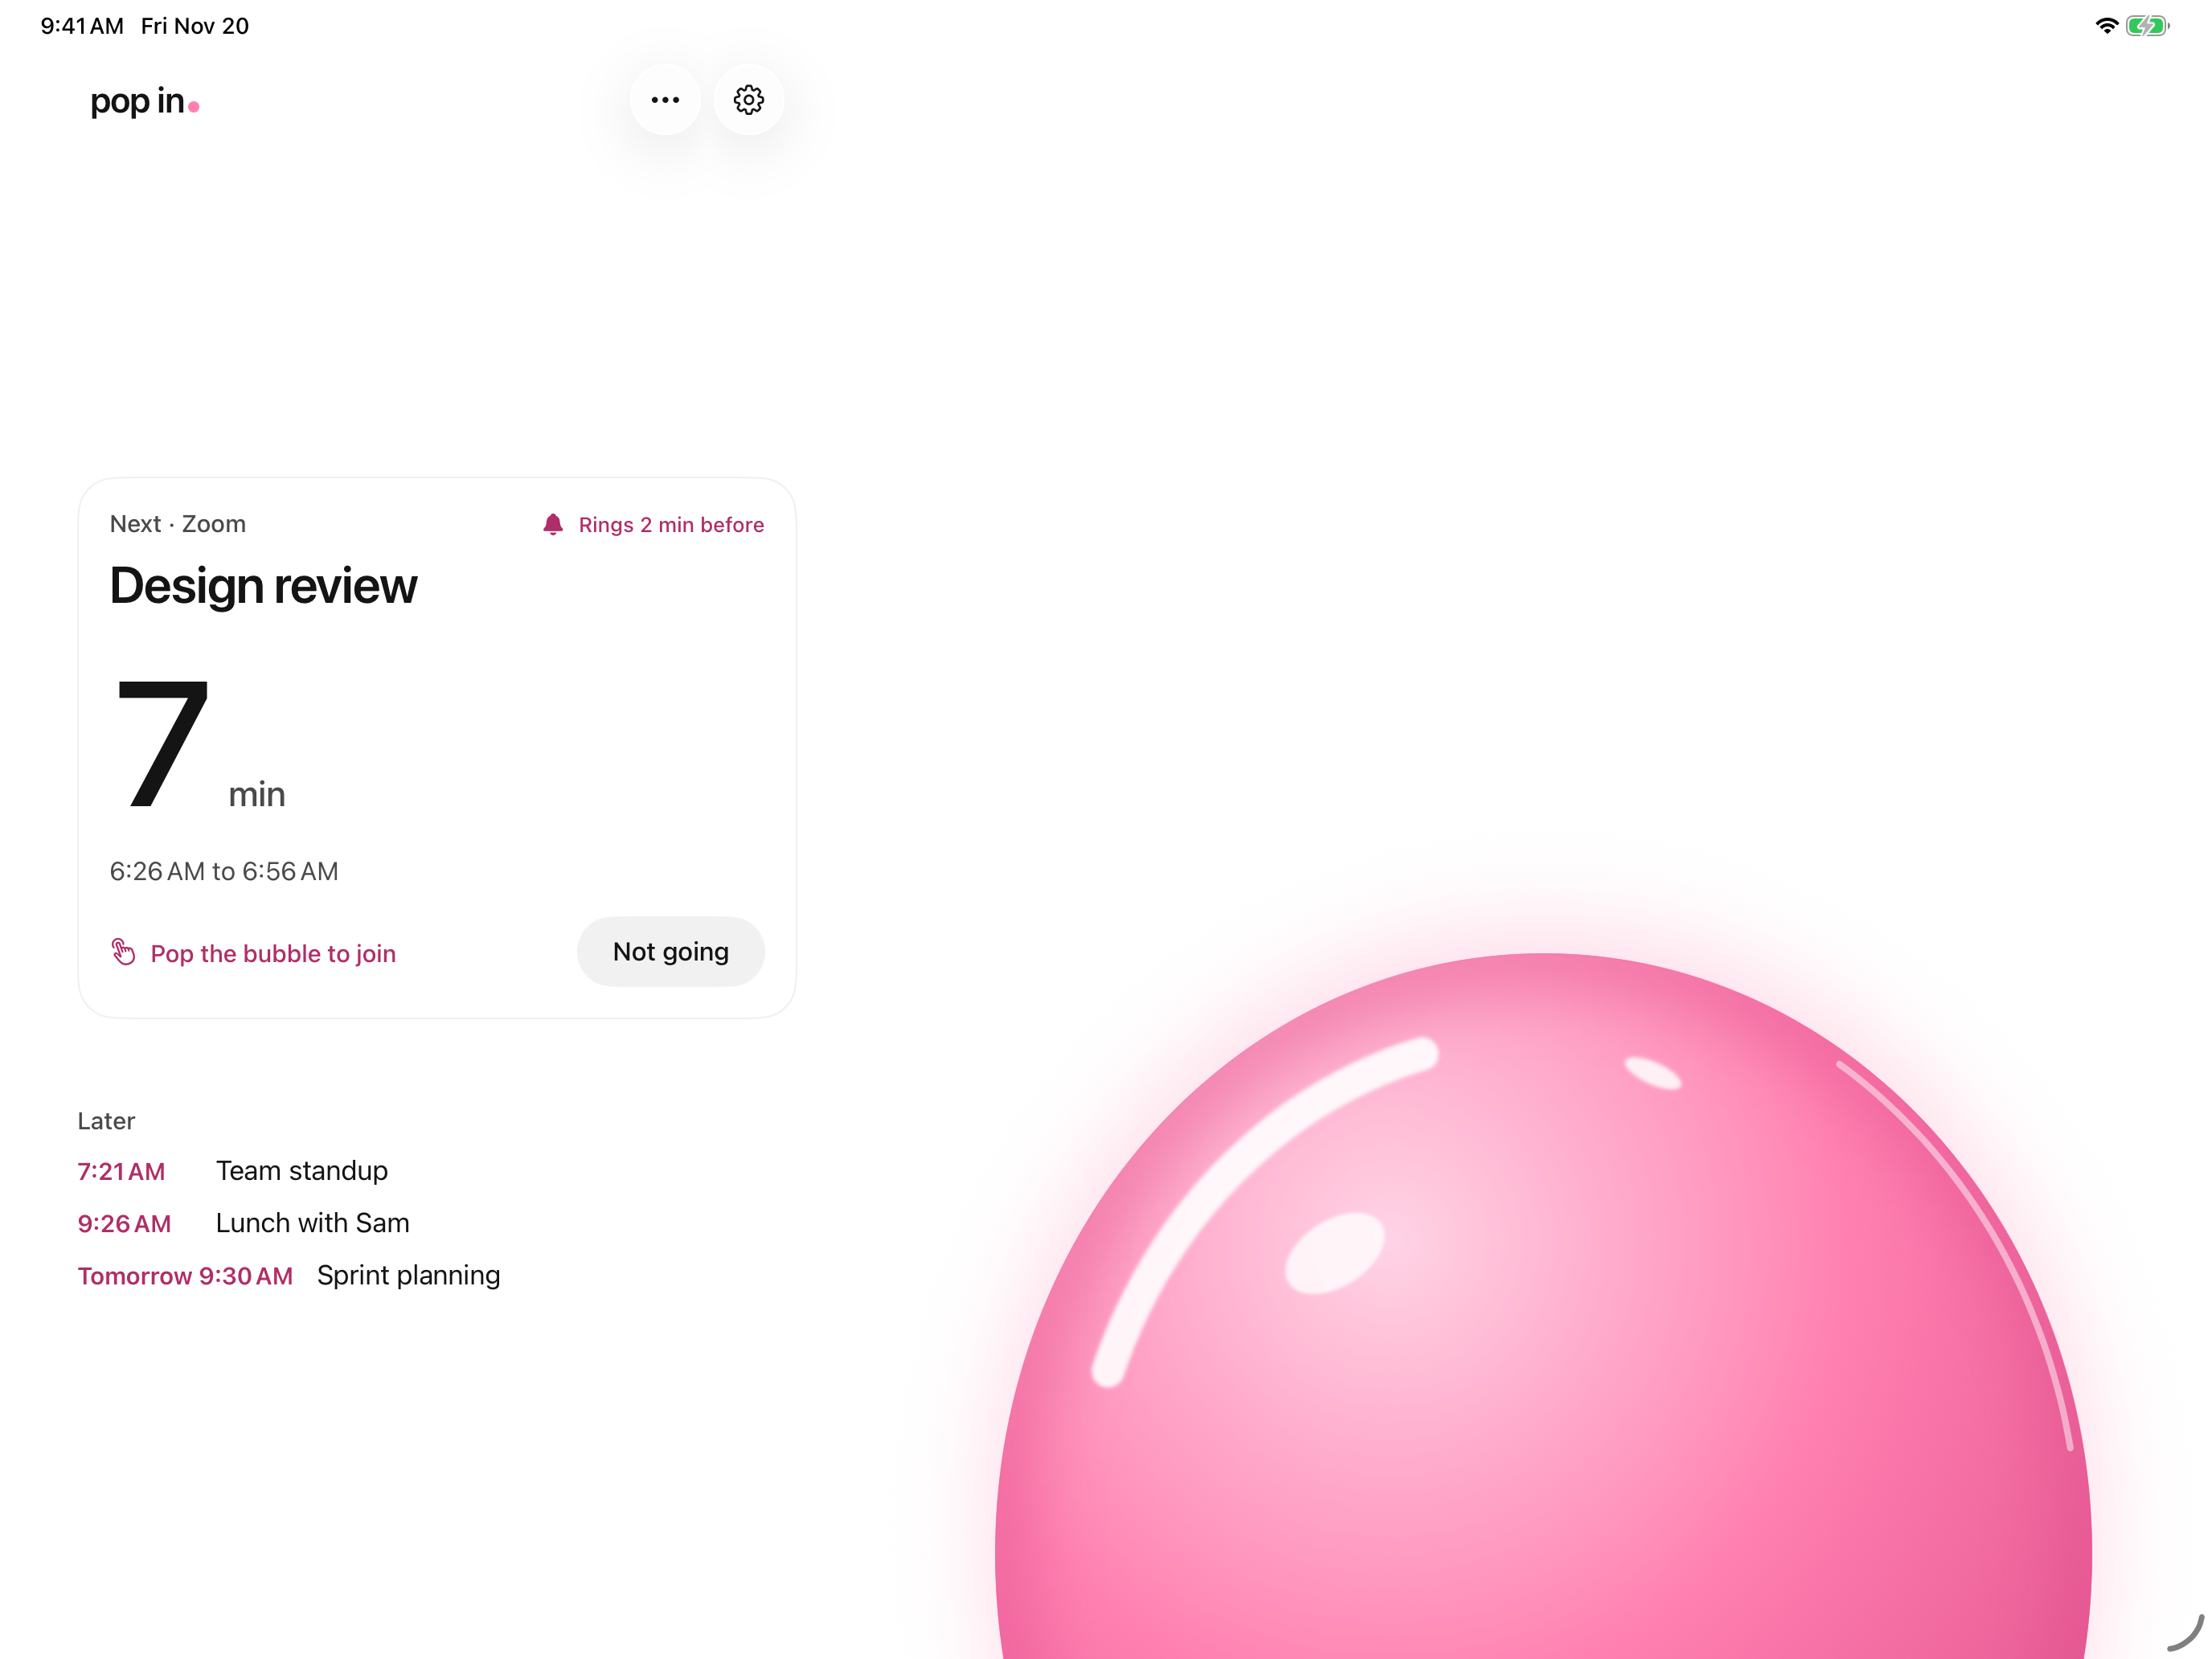 9:41 AM Fri Nov 20
pop in.
Next · Zoom
Rings 2 min before
Design review
7 min
6:26 AM to 6:56 AM
Pop the bubble to join
Not going
Later
7:21 AM Team standup
9:26 AM Lunch with Sam
Tomorrow 9:30 AM Sprint planning